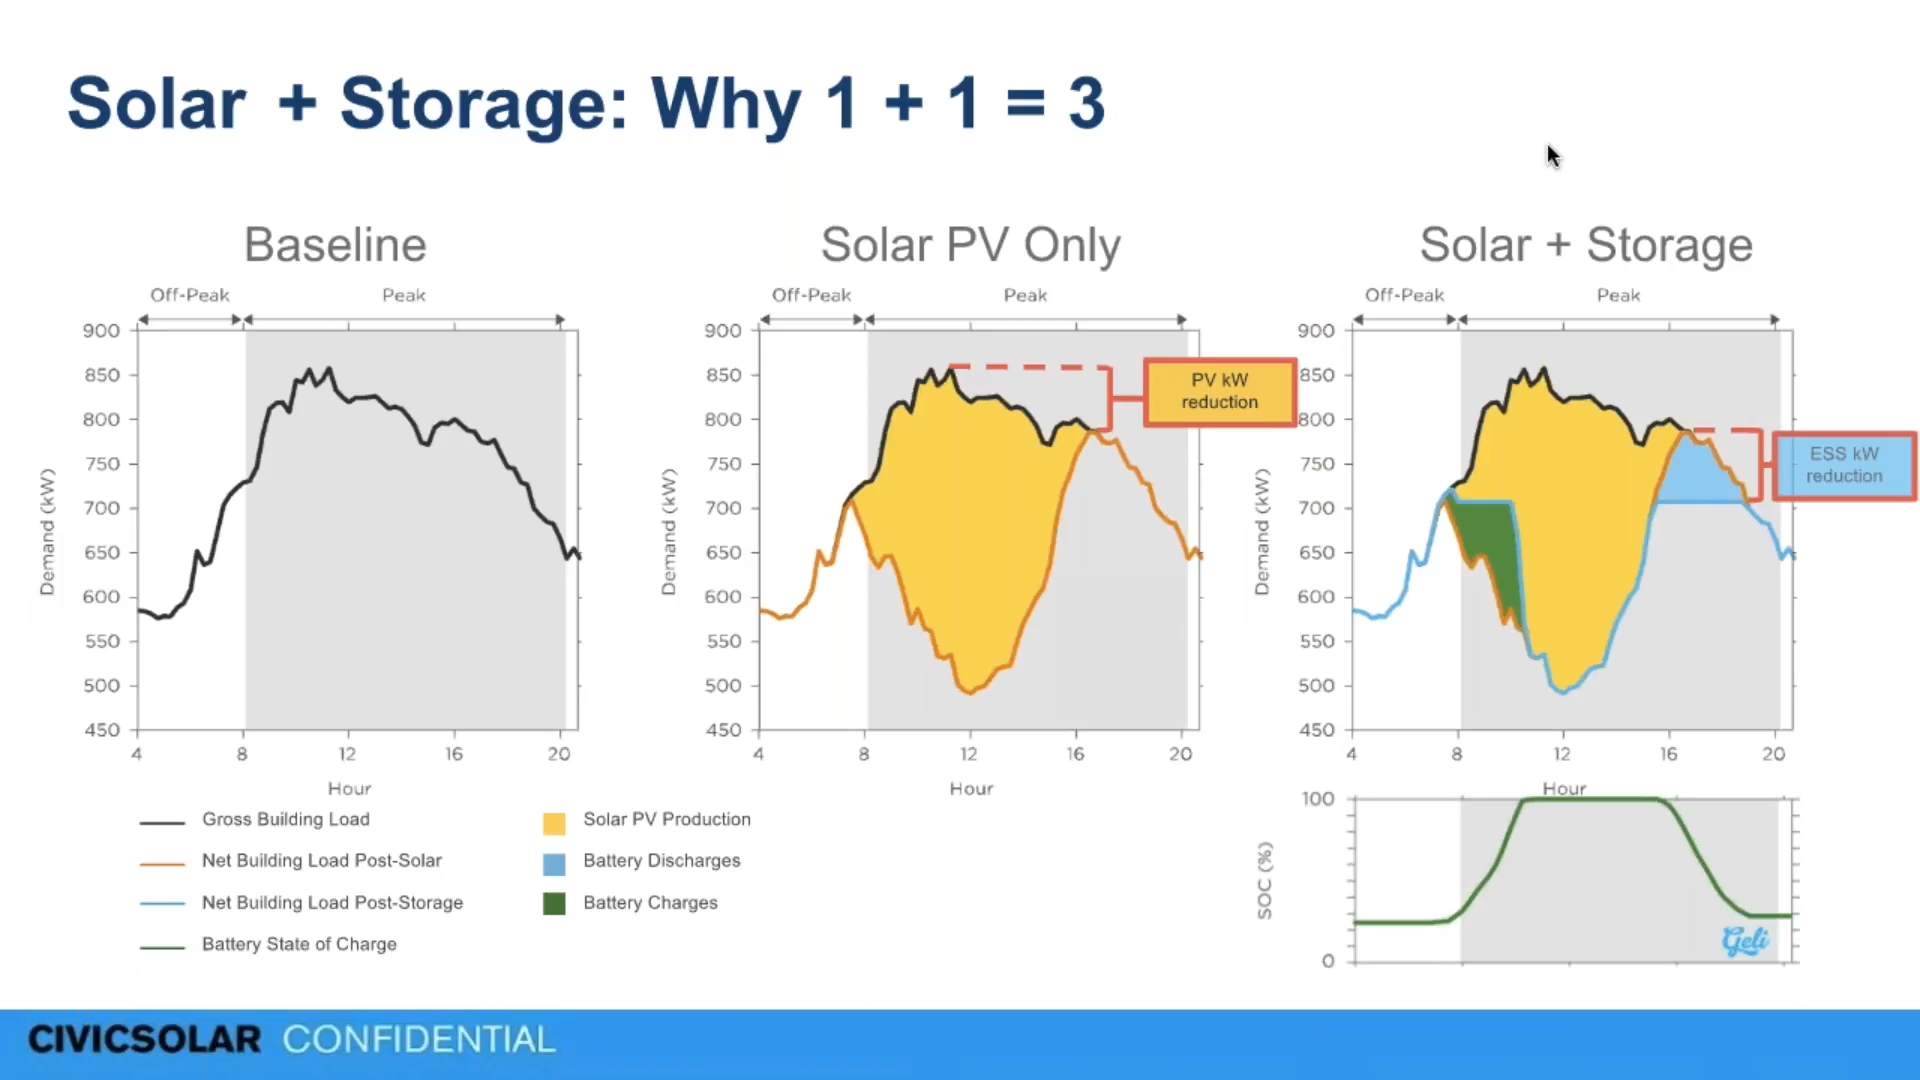 Solar + Storage: Why 1 + 1 = 3
Baseline
Off-Peak Peak
900
850
800
750
700
650
600
550
500
450
4 8 12 16 20
Demand (kW)
Hour
Solar PV Only
Off-Peak Peak
900
850
800
750
700
650
600
550
500
450
4 8 12 16 20
Demand (kW)
Hour
PV kW
reduction
Solar + Storage
Off-Peak Peak
900
850
800
750
700
650
600
550
500
450
4 8 12 16 20
Demand (kW)
Hour
ESS kW
reduction
100
0
SOC (%)
Geli
Gross Building Load
Net Building Load Post-Solar
Net Building Load Post-Storage
Battery State of Charge
Solar PV Production
Battery Discharges
Battery Charges
CIVICSOLAR CONFIDENTIAL